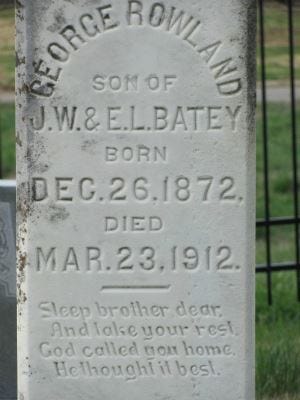 GEORGE ROWLAND
SON OF
J.W. & E.L. BATEY
BORN
DEC. 26. 1872.
DIED
MAR. 23, 1912.
Sleep brother, dear,
And take your rest,
God called you home,
He thought it best.